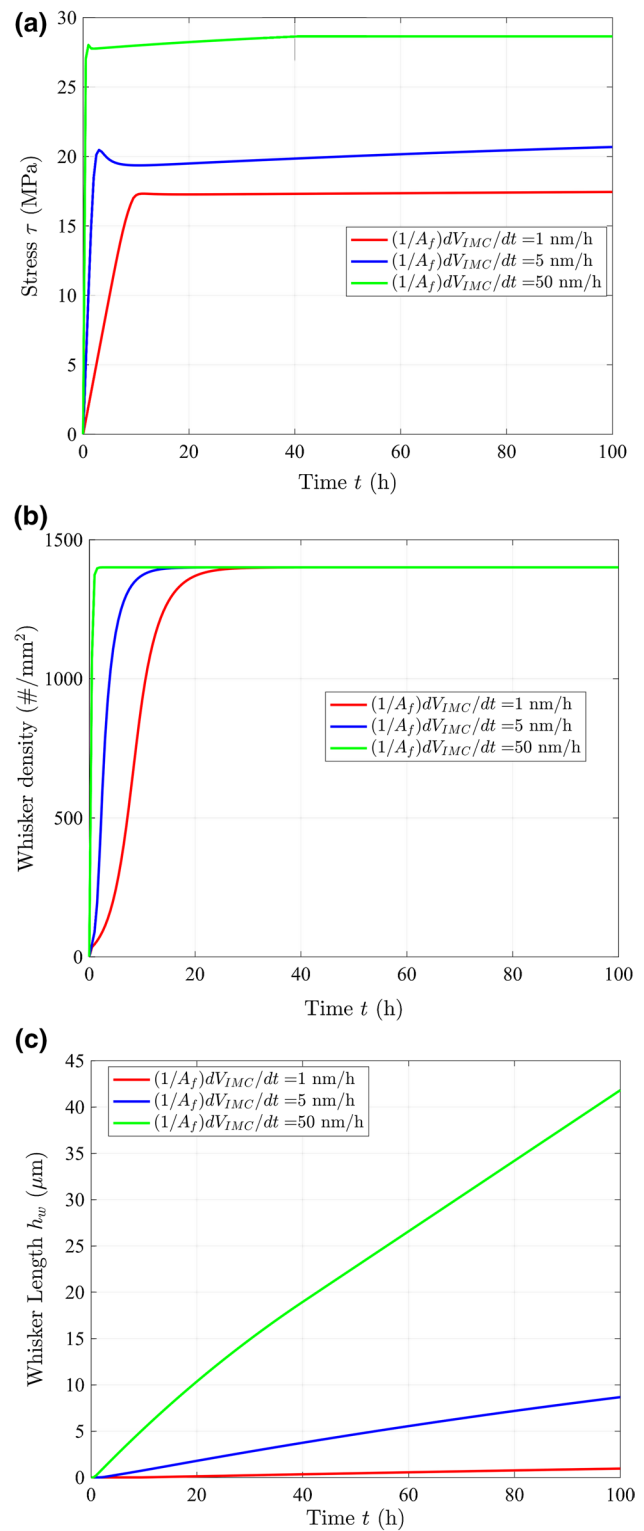 (a)
30
25
20
15
10
5
0
Stress τ (MPa)
(1/A_f)dV_IMC/dt =1 nm/h
(1/A_f)dV_IMC/dt =5 nm/h
(1/A_f)dV_IMC/dt =50 nm/h
0 20 40 60 80 100
Time t (h)
(b)
1500
1000
500
0
Whisker density (#/mm²)
(1/A_f)dV_IMC/dt =1 nm/h
(1/A_f)dV_IMC/dt =5 nm/h
(1/A_f)dV_IMC/dt =50 nm/h
0 20 40 60 80 100
Time t (h)
(c)
45
40
35
30
25
20
15
10
5
0
Whisker Length h_w (μm)
(1/A_f)dV_IMC/dt =1 nm/h
(1/A_f)dV_IMC/dt =5 nm/h
(1/A_f)dV_IMC/dt =50 nm/h
0 20 40 60 80 100
Time t (h)